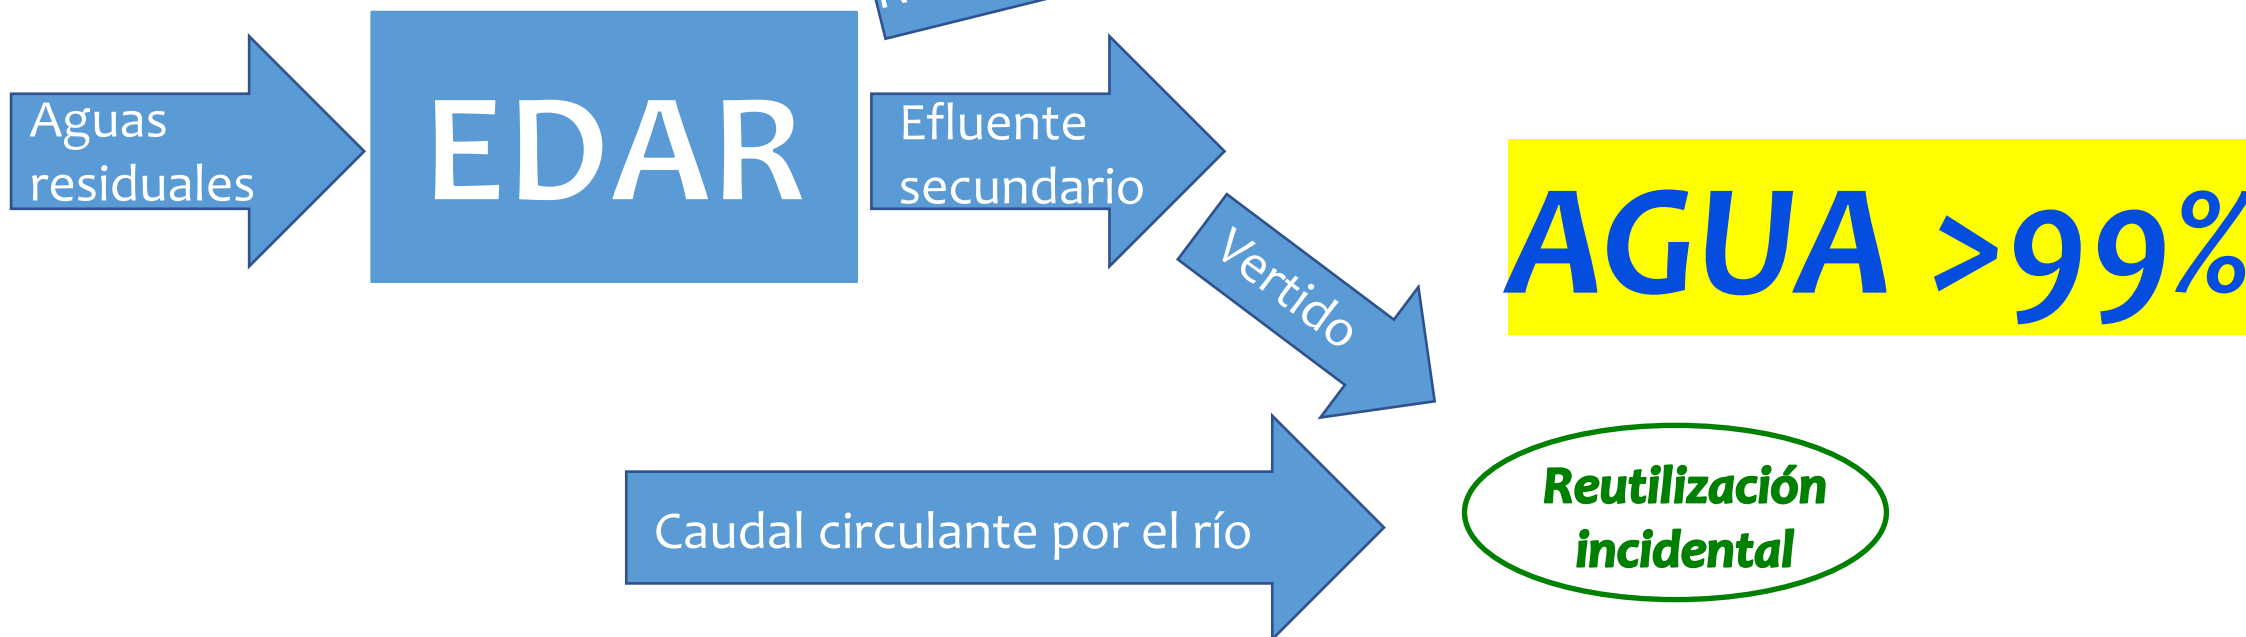 Aguas
residuales
EDAR
Efluente
secundario
Vertido
AGUA >99%
Caudal circulante por el río
Reutilización
incidental